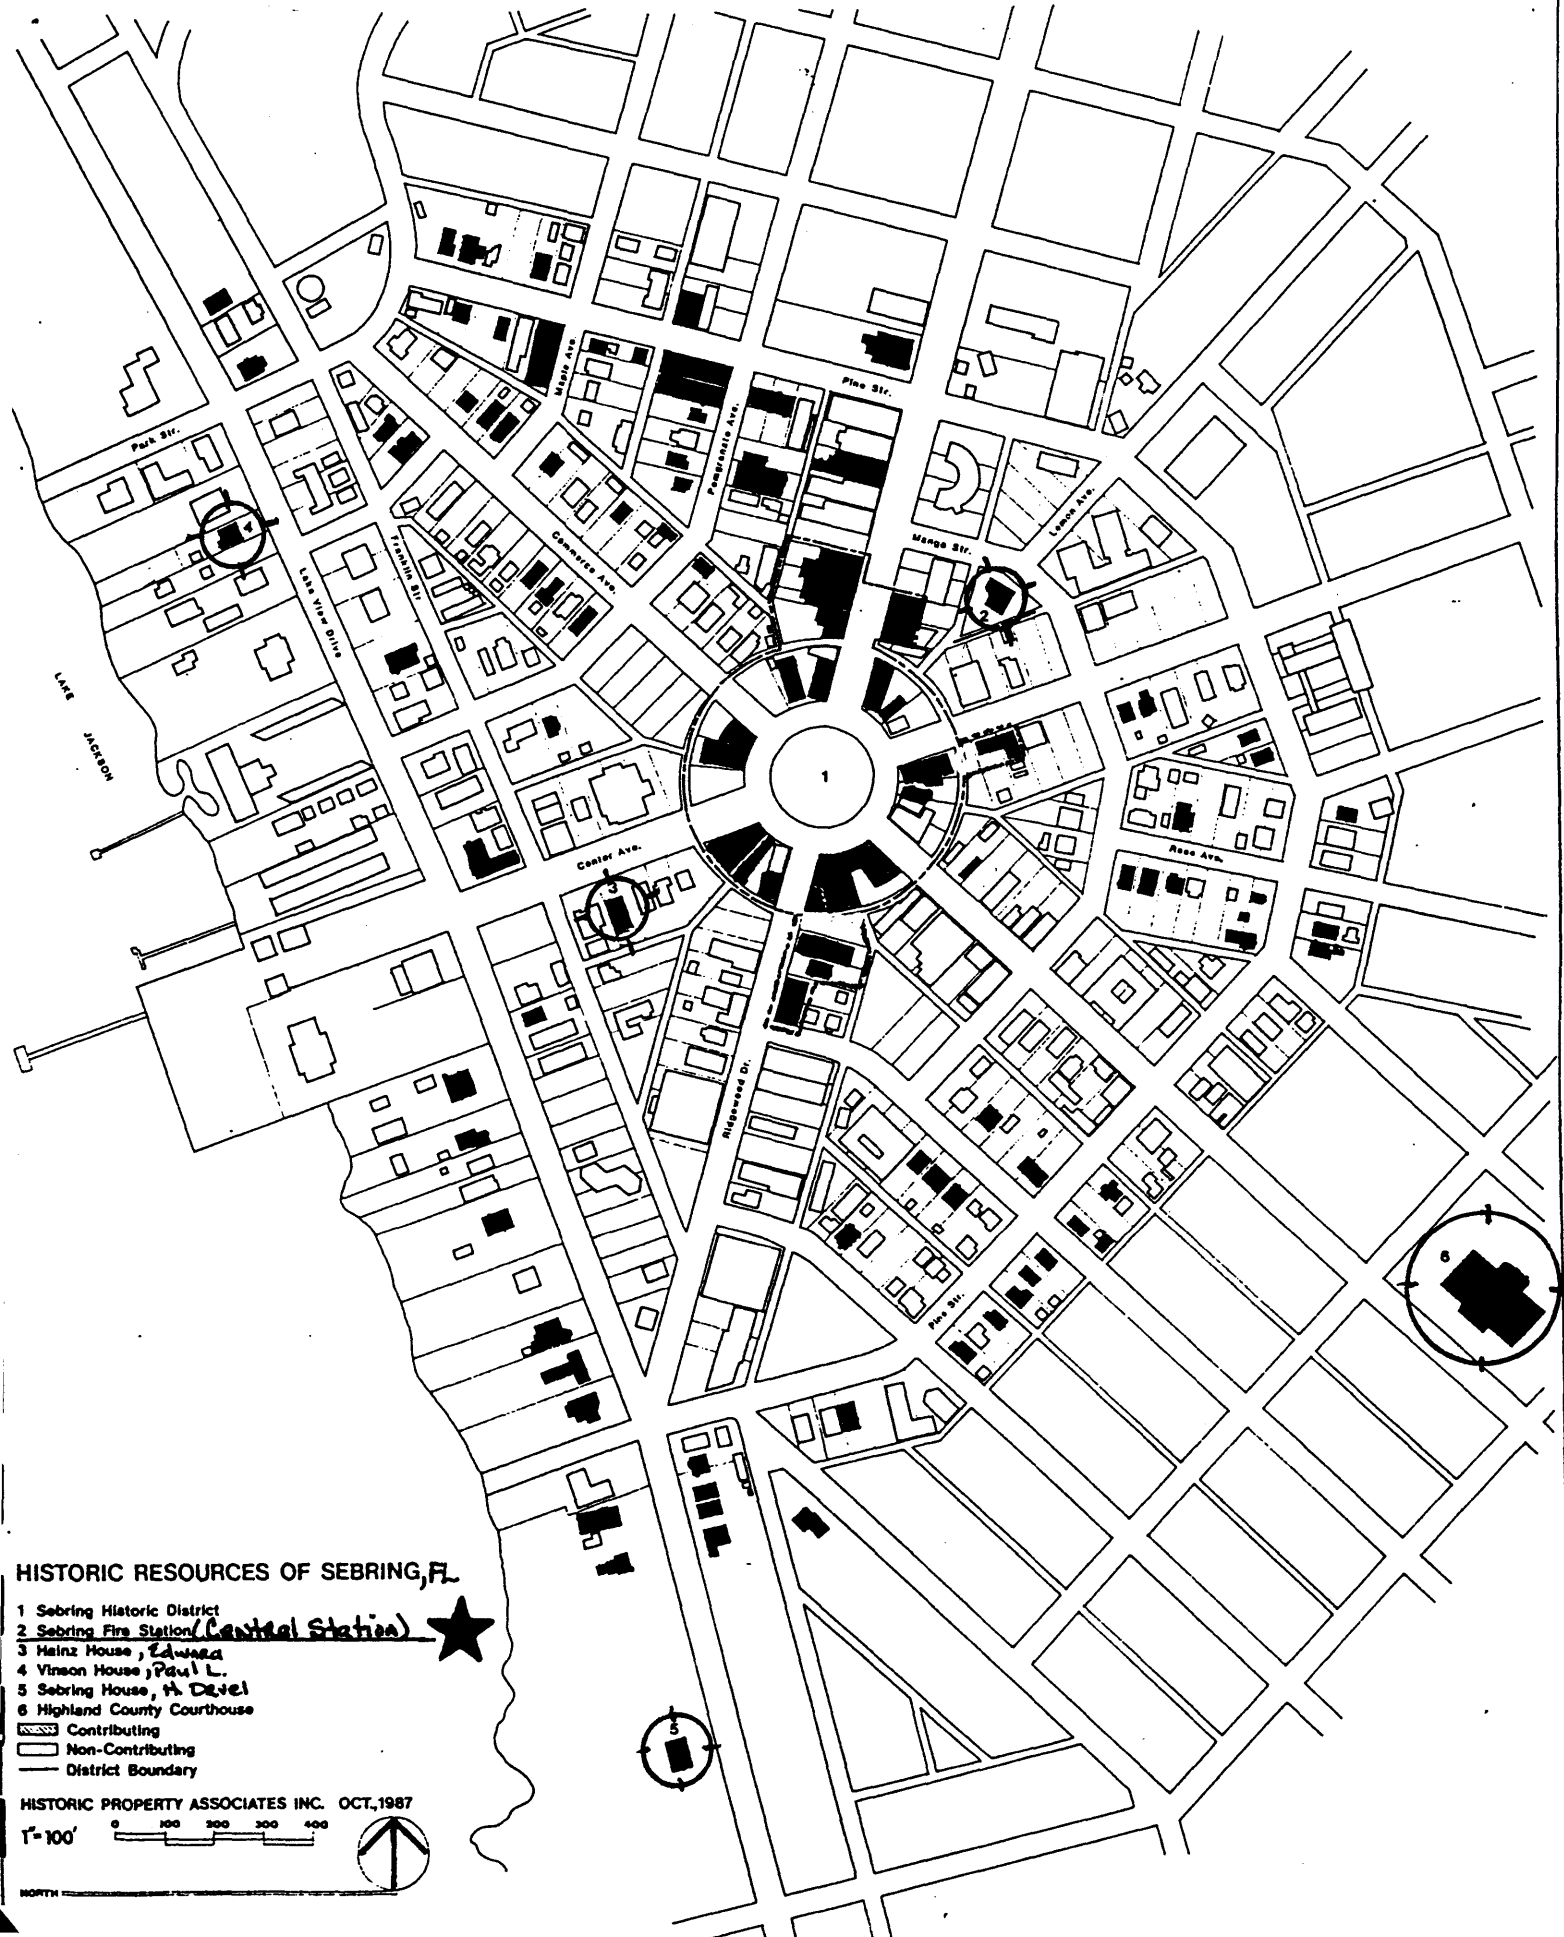 Pine Str.
Maple Ave.
Park Str.
Pomgranate Ave.
Lemon Ave.
Mango Str.
4
Commerce Ave.
Franklin Str.
Lake View Drive
2
LAKE
JACKSON
1
Center Ave.
Rose Ave.
3
Ridgewood Dr.
6
Pine Str.
HISTORIC RESOURCES OF SEBRING, FL
1 Sebring Historic District
2 Sebring Fire Station (Central Station)
3 Heinz House, Edward
4 Vinson House, Paul L.
5 Sebring House, H. Devel
6 Highland County Courthouse
Contributing
Non-Contributing
District Boundary
5
HISTORIC PROPERTY ASSOCIATES INC. OCT.,1987
1"=100'
0 100 200 300 400
NORTH